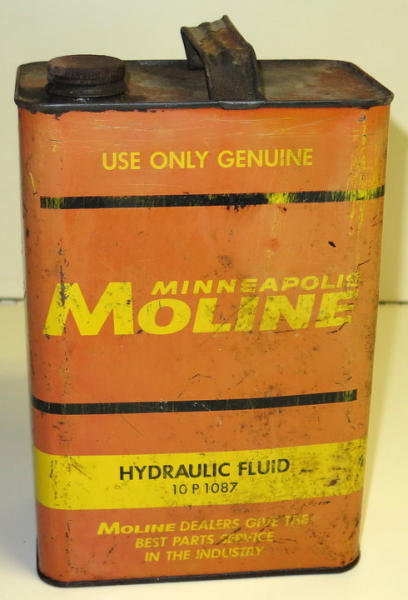 USE ONLY GENUINE
MINNEAPOLIS
MOLINE
HYDRAULIC FLUID
10 P 1087
MOLINE DEALERS GIVE THE
BEST PARTS SERVICE
IN THE INDUSTRY